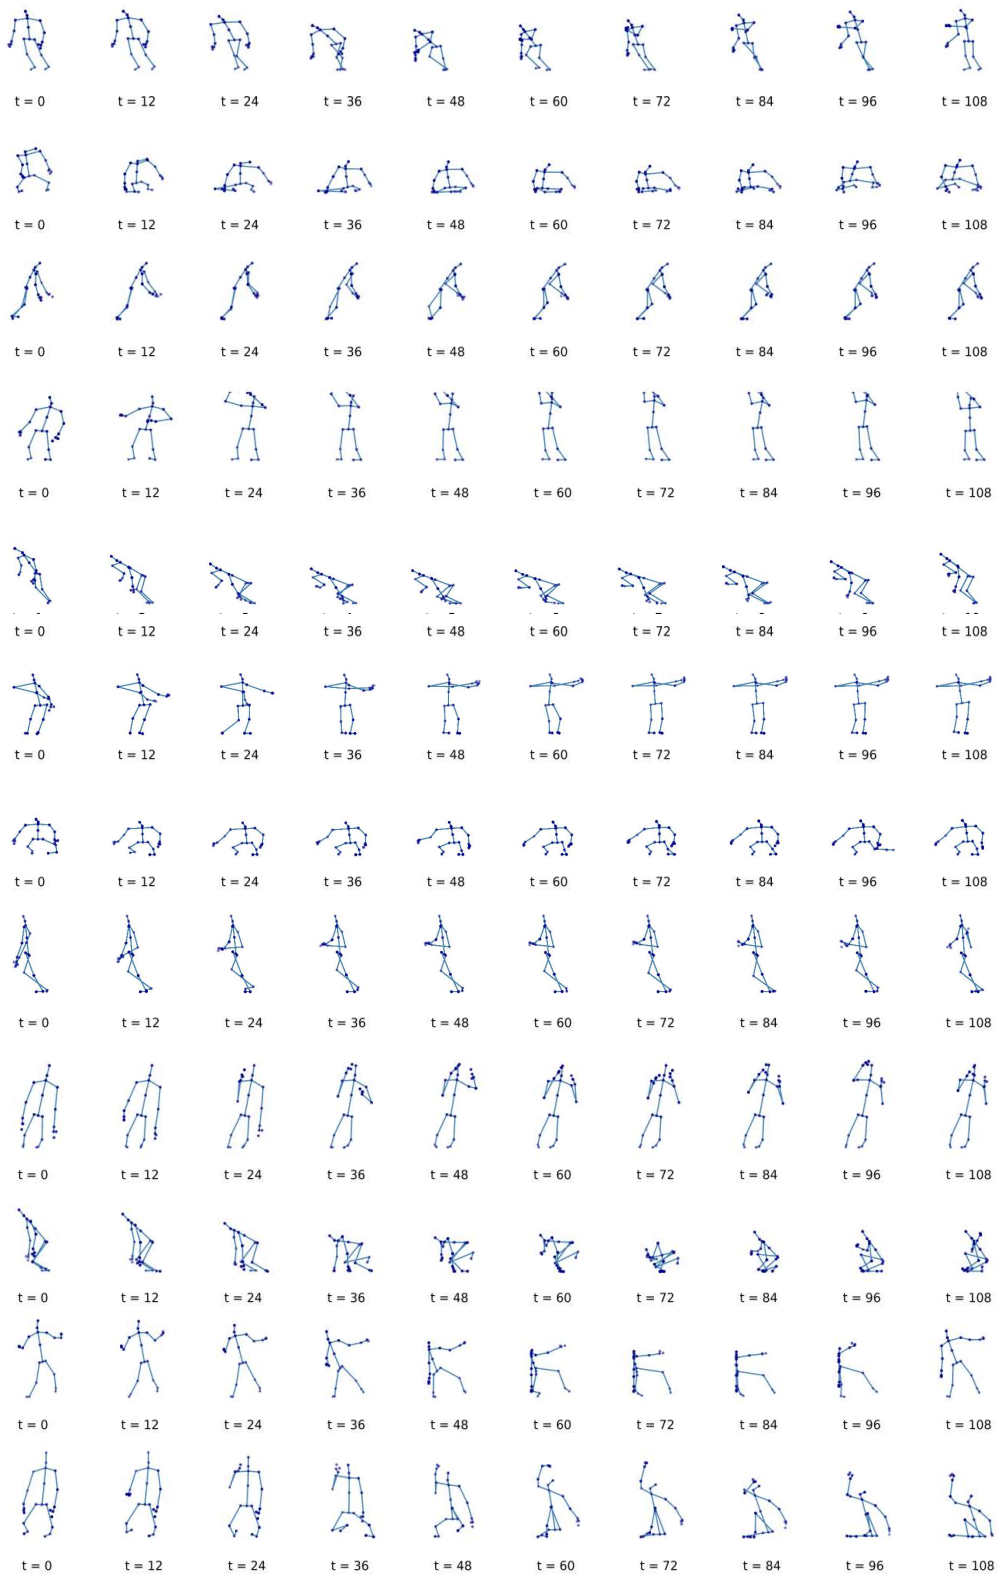 t = 0 t = 12 t = 24 t = 36 t = 48 t = 60 t = 72 t = 84 t = 96 t = 108
t = 0 t = 12 t = 24 t = 36 t = 48 t = 60 t = 72 t = 84 t = 96 t = 108
t = 0 t = 12 t = 24 t = 36 t = 48 t = 60 t = 72 t = 84 t = 96 t = 108
t = 0 t = 12 t = 24 t = 36 t = 48 t = 60 t = 72 t = 84 t = 96 t = 108
t = 0 t = 12 t = 24 t = 36 t = 48 t = 60 t = 72 t = 84 t = 96 t = 108
t = 0 t = 12 t = 24 t = 36 t = 48 t = 60 t = 72 t = 84 t = 96 t = 108
t = 0 t = 12 t = 24 t = 36 t = 48 t = 60 t = 72 t = 84 t = 96 t = 108
t = 0 t = 12 t = 24 t = 36 t = 48 t = 60 t = 72 t = 84 t = 96 t = 108
t = 0 t = 12 t = 24 t = 36 t = 48 t = 60 t = 72 t = 84 t = 96 t = 108
t = 0 t = 12 t = 24 t = 36 t = 48 t = 60 t = 72 t = 84 t = 96 t = 108
t = 0 t = 12 t = 24 t = 36 t = 48 t = 60 t = 72 t = 84 t = 96 t = 108
t = 0 t = 12 t = 24 t = 36 t = 48 t = 60 t = 72 t = 84 t = 96 t = 108